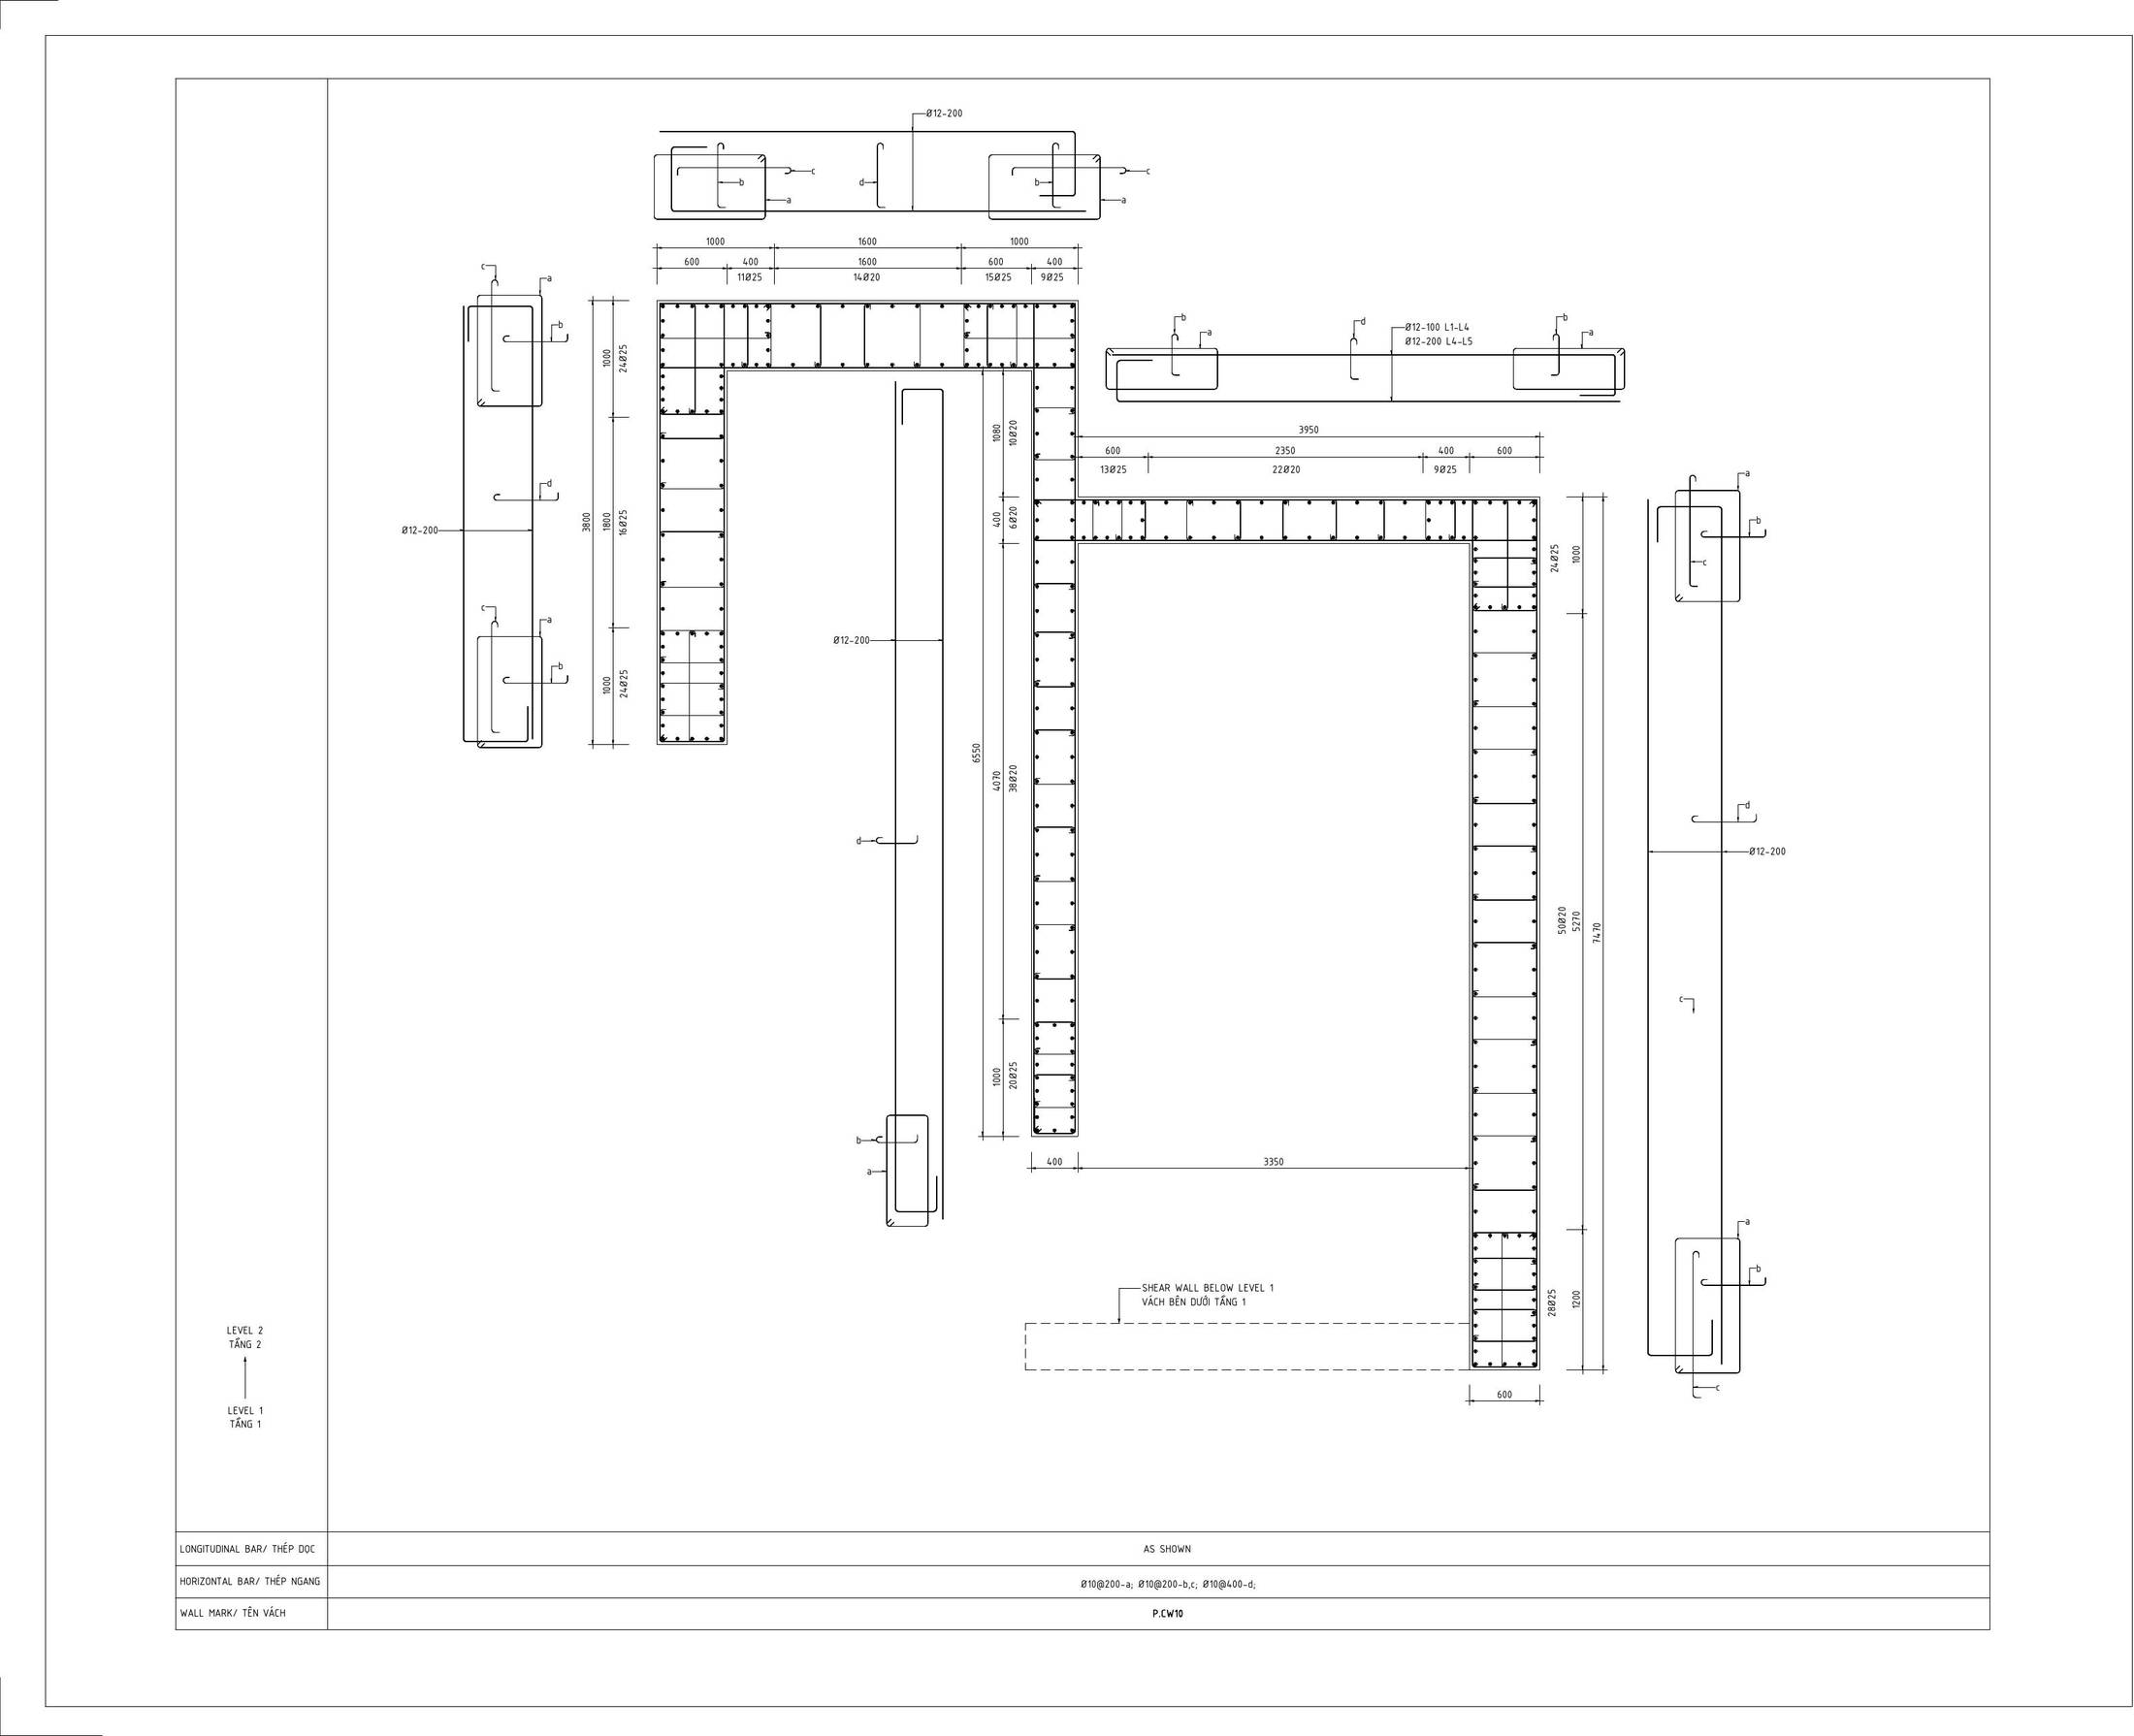 Ø12-200
c
b
d
b
c
a
a
1000
1600
1000
600
400
1600
600
400
11Ø25
14Ø20
15Ø25
9Ø25
c
a
b
d
Ø12-200
c
a
b
3800
1000
24Ø25
1800
16Ø25
1000
24Ø25
b
a
d
Ø12-100 L1-L4
Ø12-200 L4-L5
b
a
3950
600
2350
400
600
13Ø25
22Ø20
9Ø25
1080
10Ø20
400
6Ø20
6550
4070
38Ø20
1000
20Ø25
Ø12-200
d
b
a
400
3350
24Ø25
1000
50Ø20
5270
7470
28Ø25
1200
600
a
b
c
d
Ø12-200
c
a
b
c
SHEAR WALL BELOW LEVEL 1
VÁCH BÊN DƯỚI TẦNG 1
LEVEL 2
TẦNG 2
LEVEL 1
TẦNG 1
LONGITUDINAL BAR/ THÉP DỌC
AS SHOWN
HORIZONTAL BAR/ THÉP NGANG
Ø10@200-a; Ø10@200-b,c; Ø10@400-d;
WALL MARK/ TÊN VÁCH
P.CW10